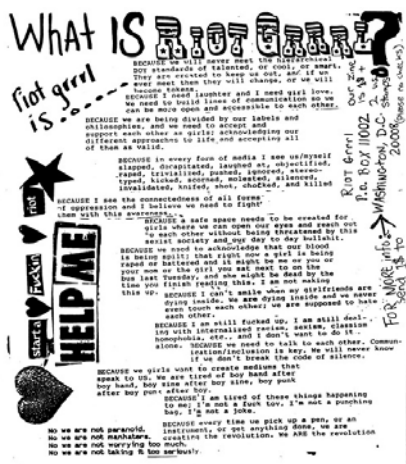 WHAT IS RIOT GRRRL?
riot grrrl
is.........
BECAUSE we will never meet the hierarchical
BOY standards of talented, or cool, or smart.
They are created to keep us out, and if we
ever meet them they will change, or we will
become tokens.
BECAUSE I need laughter and I need girl love.
We need to build lines of communication so we
can be more open and accessible to each other.
BECAUSE we are being divided by our labels and
philosophies, and we need to accept and
support each other as girls; acknowledging our
different approaches to life and accepting all
of them as valid.
BECAUSE in every form of media I see us/myself
slapped, decapitated, laughed at, objectified,
raped, trivialized, pushed, ignored, stereo-
typed, kicked, scorned, molested, silenced,
invalidated, knifed, shot, chocked, and killed
BECAUSE I see the connectedness of all forms
of oppression and I believe we need to fight
them with this awareness.
BECAUSE a safe space needs to be created for
girls where we can open our eyes and reach out
to each other without being threatened by this
sexist society and our day to day bullshit.
BECAUSE we need to acknowledge that our blood
is being spilt; that right now a girl is being
raped or battered and it might be me or you or
your mom or the girl you sat next to on the
bus last Tuesday, and she might be dead by the
time you finish reading this. I am not making
this up.
BECAUSE I can't smile when my girlfriends are
dying inside. We are dying inside and we never
even touch each other; we are supposed to hate
each other.
BECAUSE I am still fucked up, I am still deal-
ing with internalized racism, sexism, classism
homophobia, etc., and I don't want to do it
alone.
BECAUSE we need to talk to each other. Commun-
ication/inclusion is key. We will never know
if we don't break the code of silence.
BECAUSE we girls want to create mediums that
speak to US. We are tired of boy band after
boy band, boy zine after boy zine, boy punk
after boy punk after boy.
BECAUSE I am tired of these things happening
to me; I'm not a fuck toy. I'm not a punching
bag, I'm not a joke.
BECAUSE every time we pick up a pen, or an
instrument, or get anything done, we are
creating the revolution. We ARE the revolution
No we are not paranoid.
No we are not manhaters.
No we are not worrying too much.
No we are not taking it too seriously.
start a
Fuckin
riot
HELP ME
FOR MORE info:
Send 1$ to
RIOT Grrrl
P.O. BOX 11002
WASHINGTON, D.C.
20008
(please no checks)
our zine
is 1$
2 u.s.
stamps